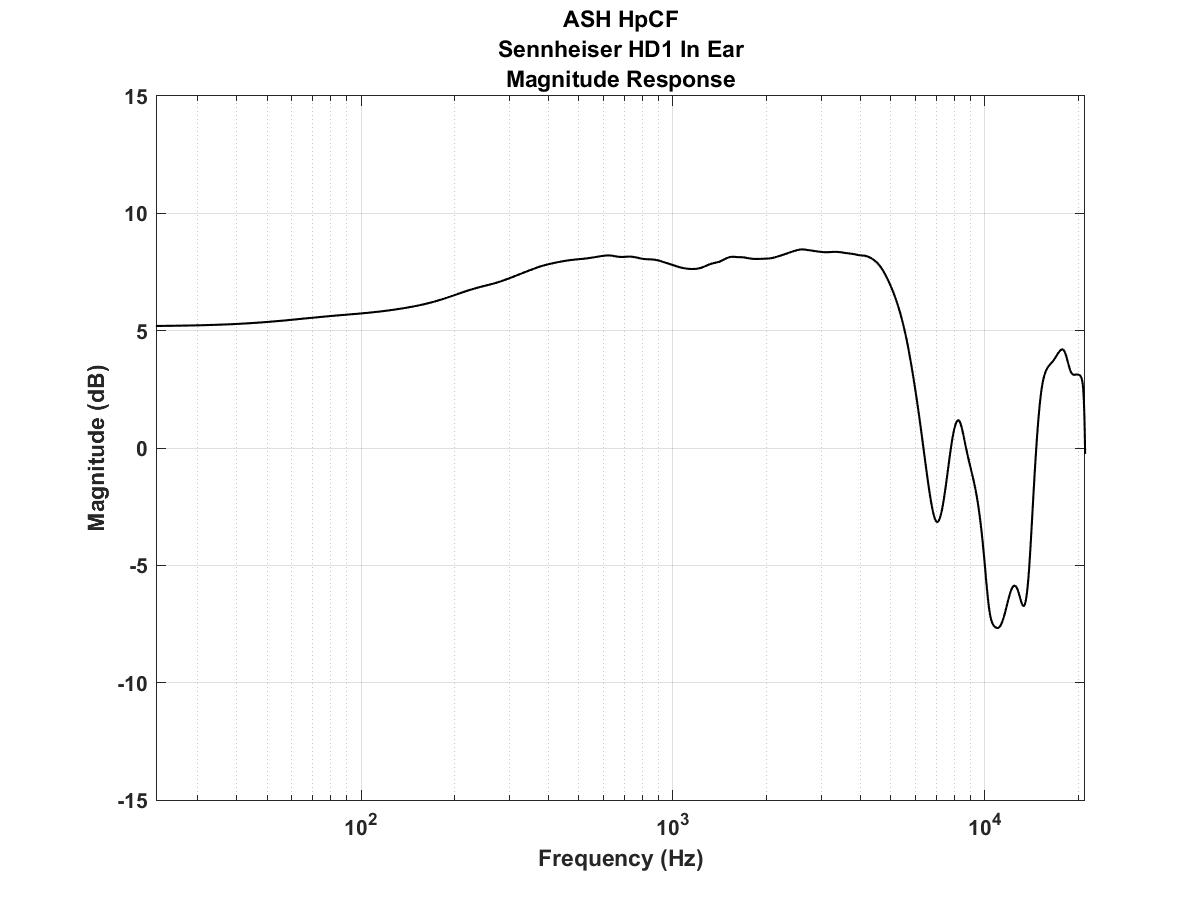 ASH HpCF
Sennheiser HD1 In Ear
Magnitude Response
15
10
5
0
-5
-10
-15
Magnitude (dB)
10²
10³
10⁴
Frequency (Hz)